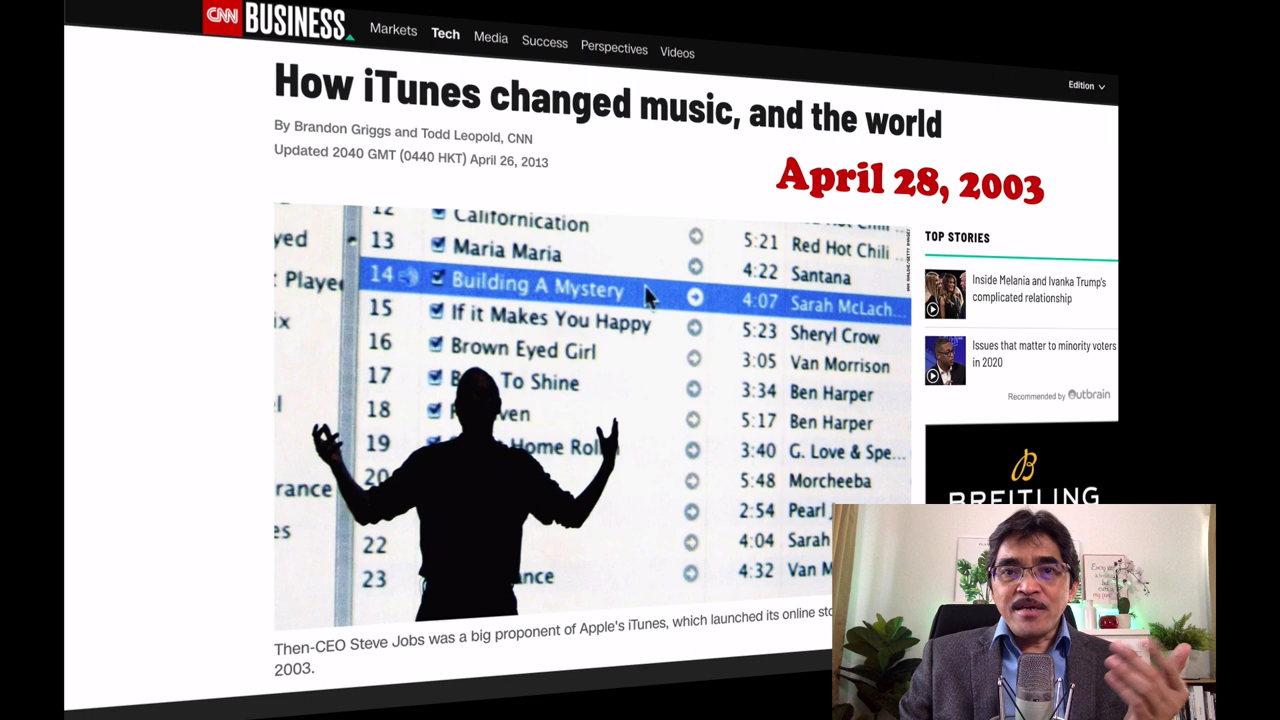 CNN BUSINESS Markets Tech Media Success Perspectives Videos
Edition
How iTunes changed music, and the world
By Brandon Griggs and Todd Leopold, CNN
Updated 2040 GMT (0440 HKT) April 26, 2013
April 28, 2003
12 Californication
13 Maria Maria 5:21 Red Hot Chili
14 Building A Mystery 4:22 Santana
15 If it Makes You Happy 4:07 Sarah McLach...
16 Brown Eyed Girl 5:23 Sheryl Crow
17 To Shine 3:05 Van Morrison
18 3:34 Ben Harper
19 Home 5:17 Ben Harper
20 3:40 G. Love & Spe...
5:48 Morcheeba
2:54 Pearl
22 4:04 Sarah
23 4:32 Van
TOP STORIES
Inside Melania and Ivanka Trump's
complicated relationship
Issues that matter to minority voters
in 2020
Recommended by Outbrain
B
BREITLING
Then-CEO Steve Jobs was a big proponent of Apple's iTunes, which launched its online
2003.